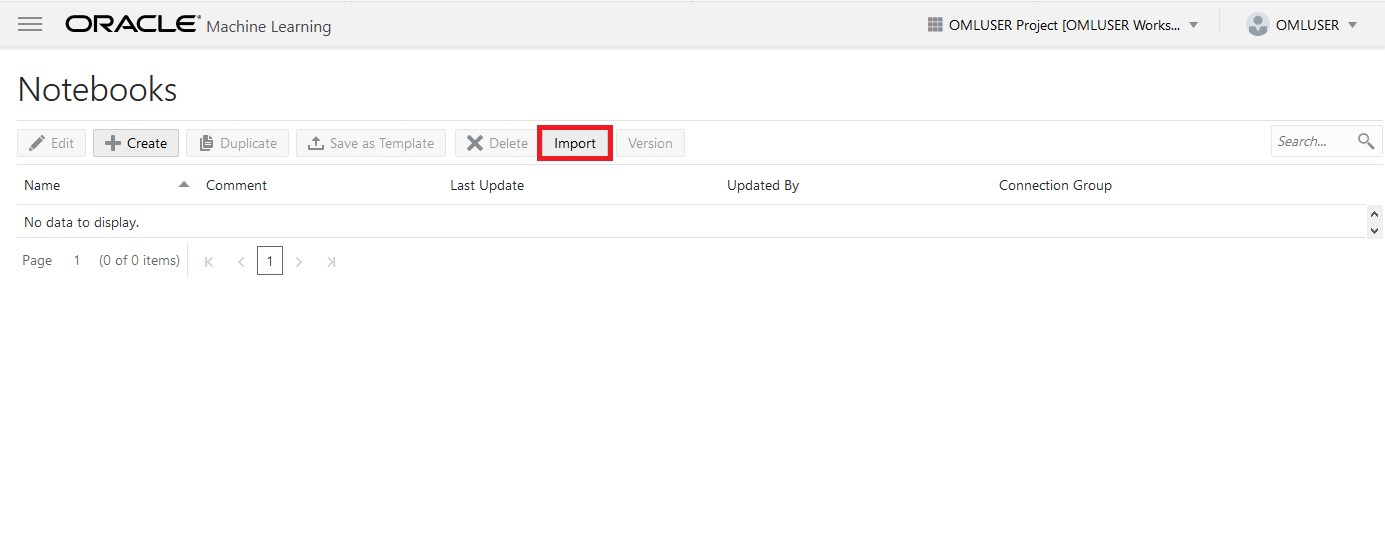 ORACLE® Machine Learning
OMLUSER Project [OMLUSER Works...
OMLUSER
Notebooks
Edit Create Duplicate Save as Template Delete Import Version
Search...
Name Comment Last Update Updated By Connection Group
No data to display.
Page 1 (0 of 0 items) 1